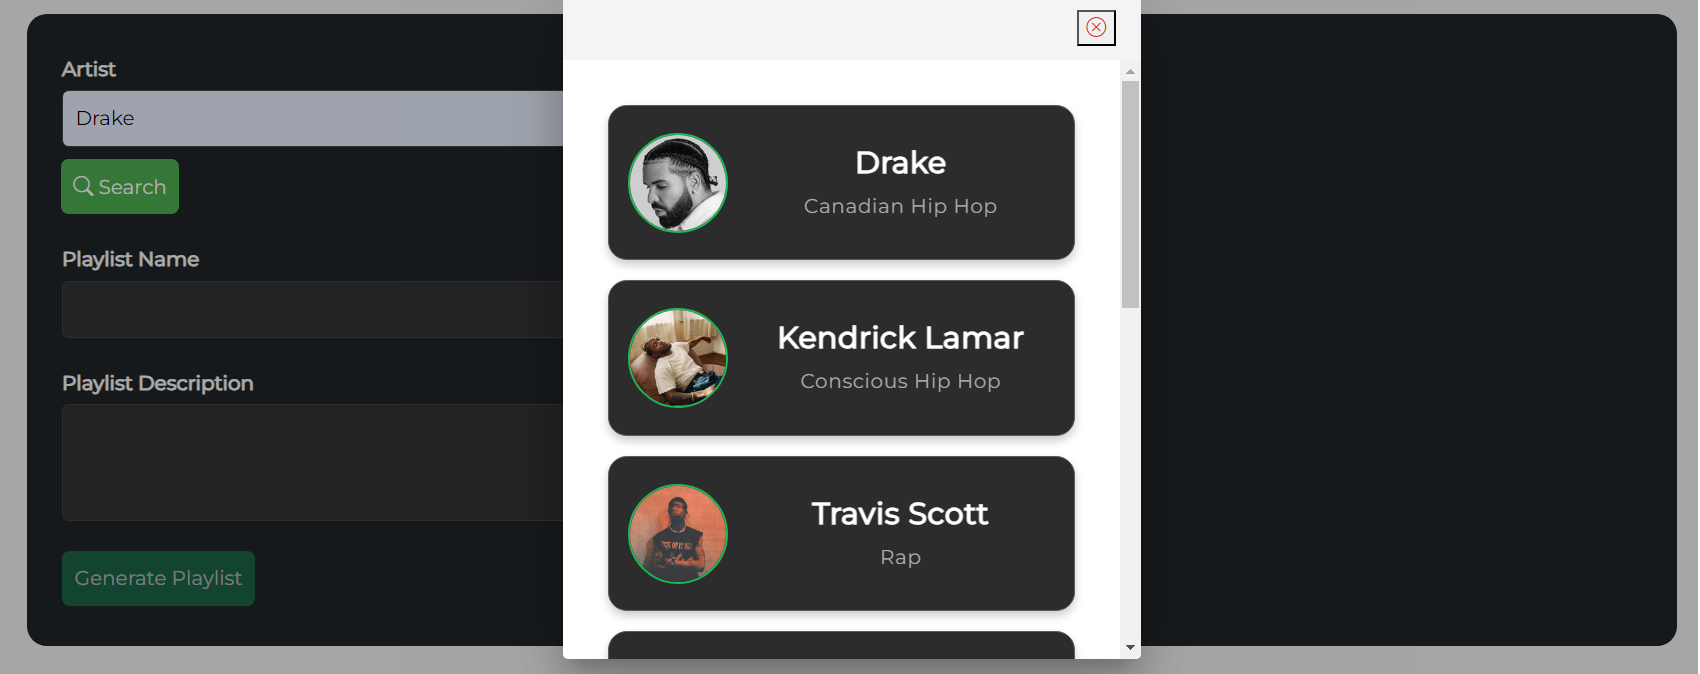 Artist
Drake
Search
Playlist Name
Playlist Description
Generate Playlist
Drake
Canadian Hip Hop
Kendrick Lamar
Conscious Hip Hop
Travis Scott
Rap